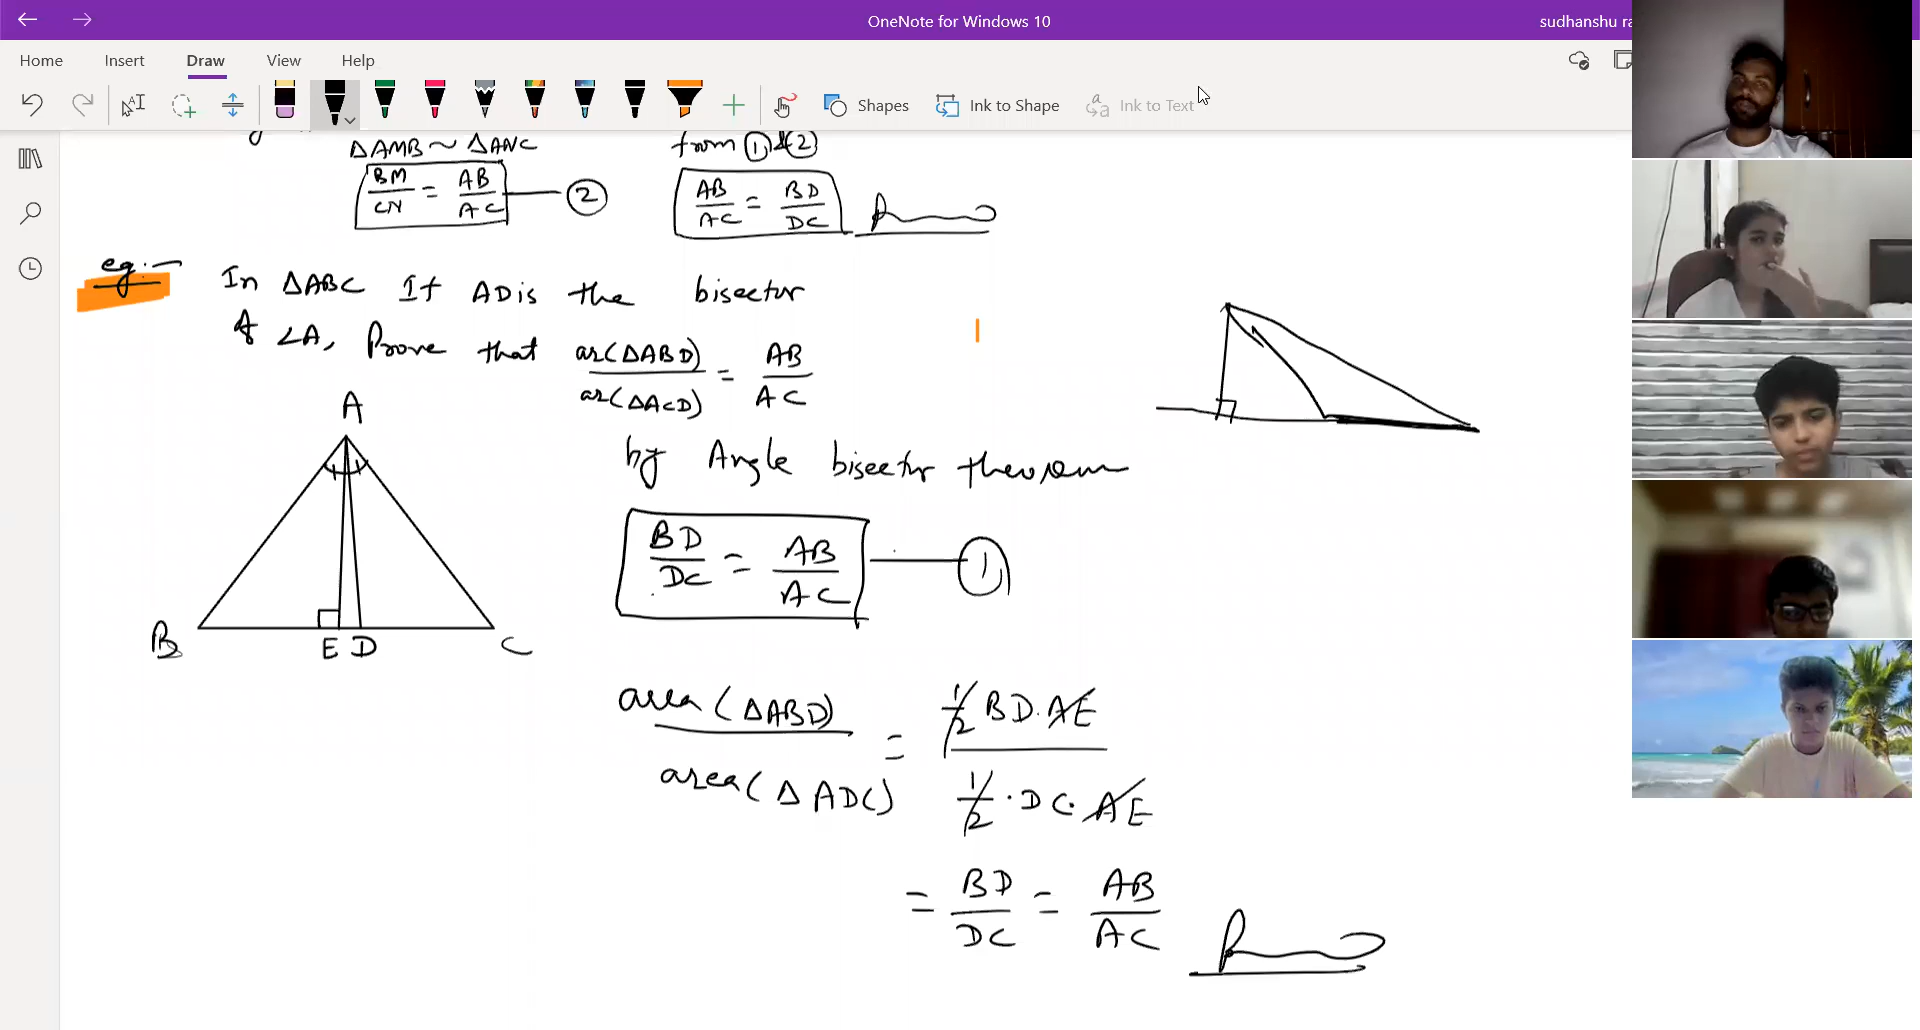 OneNote for Windows 10
sudhanshu ra
Home Insert Draw View Help
Shapes Ink to Shape Ink to Text
ΔAMB ~ ΔANC
BM/CN = AB/AC — ②
from ① & ②
AB/AC = BD/DC
eg:-
In ΔABC If AD is the bisector
of ∠A, Prove that ar(ΔABD)/ar(ΔACD) = AB/AC
A
B E D C
by Angle bisector theorem
BD/DC = AB/AC — ①
area(ΔABD)/area(ΔADC) = 1/2 BD·AE / 1/2·DC·AE
= BD/DC = AB/AC